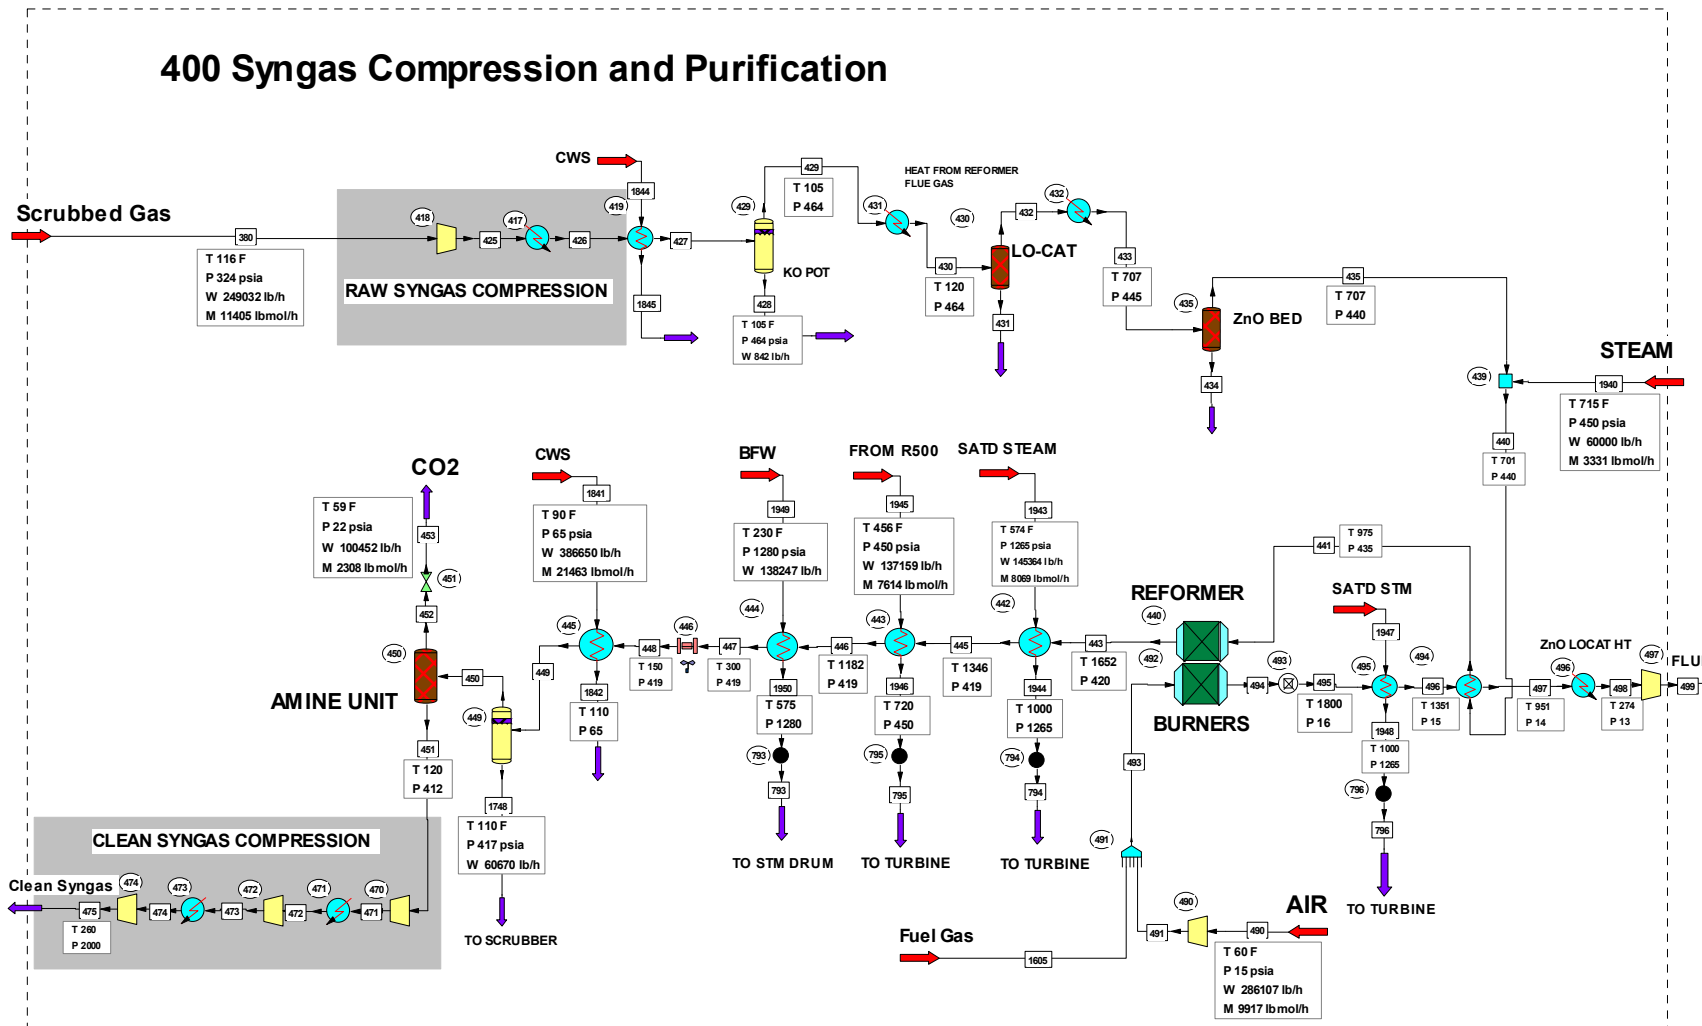 400 Syngas Compression and Purification
CWS
1844
Scrubbed Gas
380
T 116 F
P 324 psia
W 249032 lb/h
M 11405 lbmol/h
418
425
417
426
419
427
RAW SYNGAS COMPRESSION
1845
429
429
T 105
P 464
KO POT
428
T 105 F
P 464 psia
W 842 lb/h
HEAT FROM REFORMER
FLUE GAS
431
430
T 120
P 464
430
432
LO-CAT
431
432
433
T 707
P 445
435
ZnO BED
434
435
T 707
P 440
STEAM
439
1940
T 715 F
P 450 psia
W 60000 lb/h
M 3331 lbmol/h
440
T 701
P 440
CO2
T 59 F
P 22 psia
W 100452 lb/h
M 2308 lbmol/h
453
451
452
450
AMINE UNIT
450
449
451
T 120
P 412
CWS
1841
T 90 F
P 65 psia
W 386650 lb/h
M 21463 lbmol/h
445
449
1842
T 110
P 65
448
T 150
P 419
446
447
T 300
P 419
1748
T 110 F
P 417 psia
W 60670 lb/h
TO SCRUBBER
BFW
1949
T 230 F
P 1280 psia
W 138247 lb/h
444
1950
T 575
P 1280
793
793
TO STM DRUM
446
T 1182
P 419
FROM R500
1945
T 456 F
P 450 psia
W 137159 lb/h
M 7614 lbmol/h
443
1946
T 720
P 450
795
795
TO TURBINE
445
T 1346
P 419
SATD STEAM
1943
T 574 F
P 1265 psia
W 145364 lb/h
M 8069 lbmol/h
442
1944
T 1000
P 1265
794
794
TO TURBINE
443
T 1652
P 420
REFORMER
440
492
BURNERS
441
T 975
P 435
493
494
493
495
T 1800
P 16
SAT'D STM
1947
495
494
496
T 1351
P 15
1948
T 1000
P 1265
796
796
TO TURBINE
ZnO LOCAT HT
496
497
T 951
P 14
498
T 274
P 13
497
FLUE
499
491
490
491
490
AIR
T 60 F
P 15 psia
W 286107 lb/h
M 9917 lbmol/h
Fuel Gas
1605
CLEAN SYNGAS COMPRESSION
Clean Syngas
475
T 260
P 2000
474
474
473
473
472
472
471
471
470